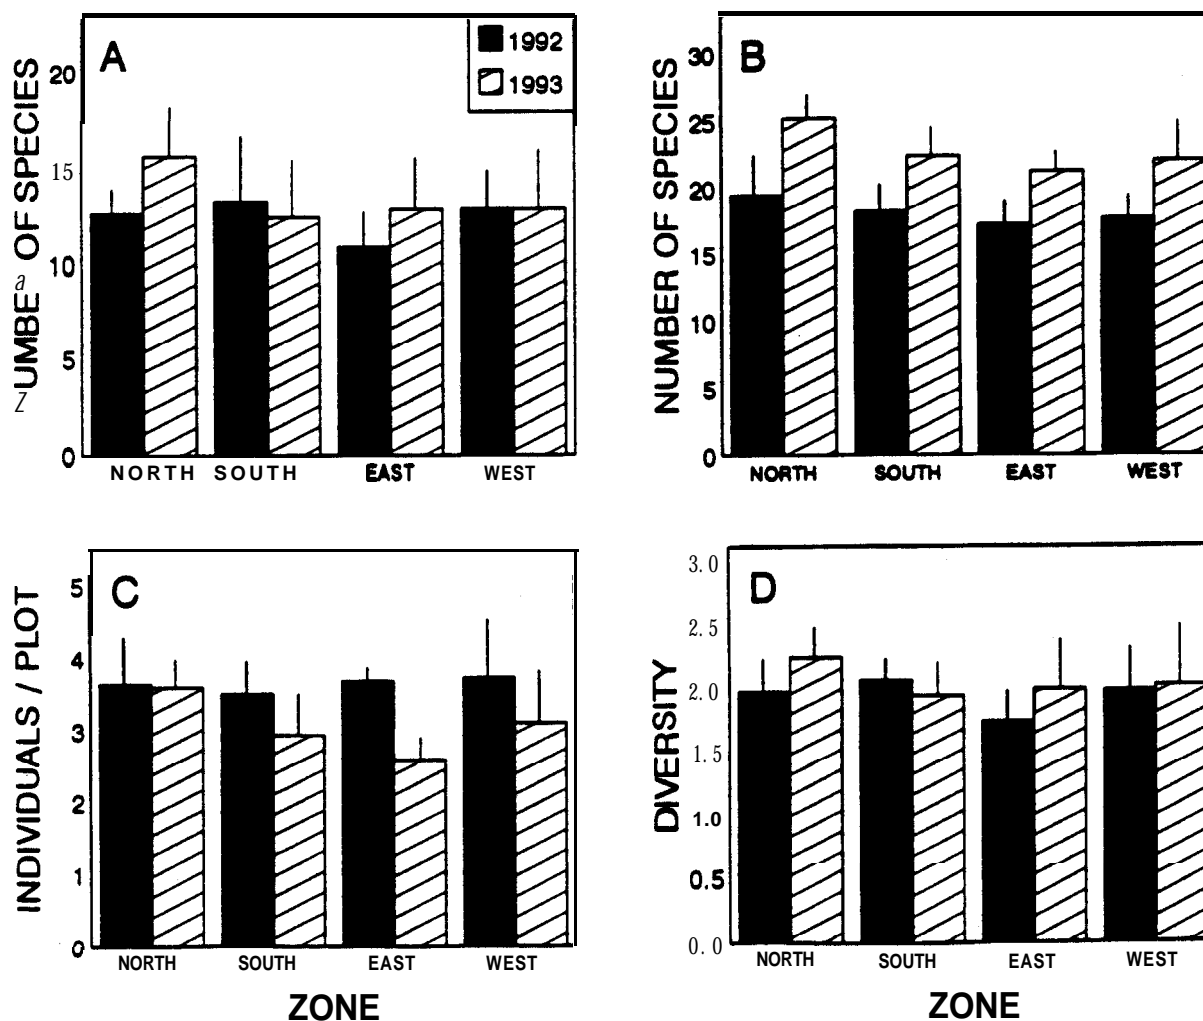 A
1992
1993
ZUMBEa OF SPECIES
20
15
10
5
0
NORTH SOUTH EAST WEST
B
NUMBER OF SPECIES
30
25
20
15
10
5
0
NORTH SOUTH EAST WEST
C
INDIVIDUALS / PLOT
5
4
3
2
1
0
NORTH SOUTH EAST WEST
ZONE
D
DIVERSITY
3.0
2.5
2.0
1.5
1.0
0.5
0.0
NORTH SOUTH EAST WEST
ZONE